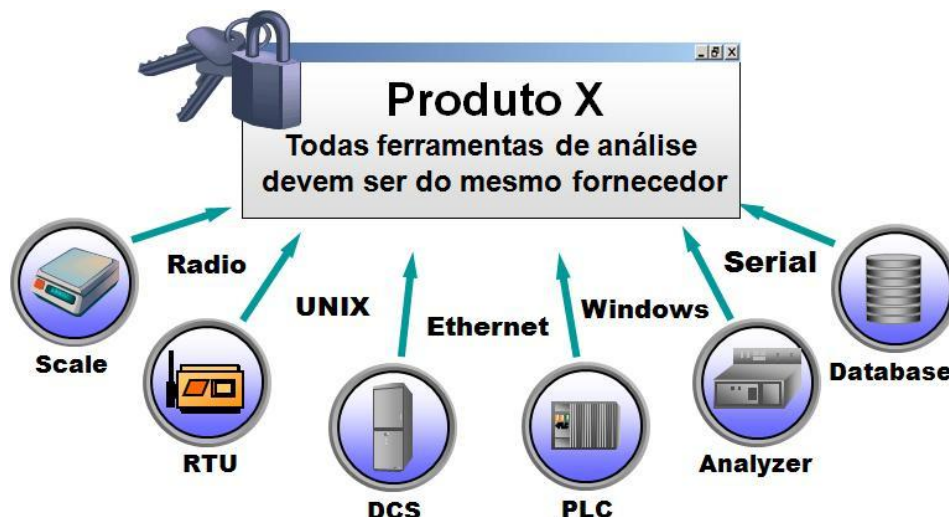 Produto X
Todas ferramentas de análise
devem ser do mesmo fornecedor
Radio
Serial
UNIX
Ethernet
Windows
Scale
RTU
DCS
PLC
Analyzer
Database